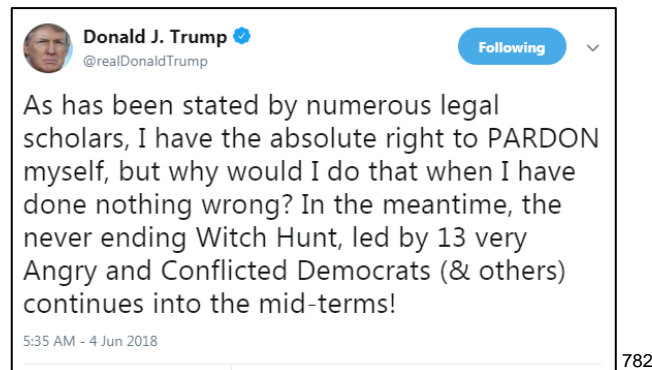 Donald J. Trump
Following
@realDonaldTrump
As has been stated by numerous legal
scholars, I have the absolute right to PARDON
myself, but why would I do that when I have
done nothing wrong? In the meantime, the
never ending Witch Hunt, led by 13 very
Angry and Conflicted Democrats (& others)
continues into the mid-terms!
5:35 AM - 4 Jun 2018
782